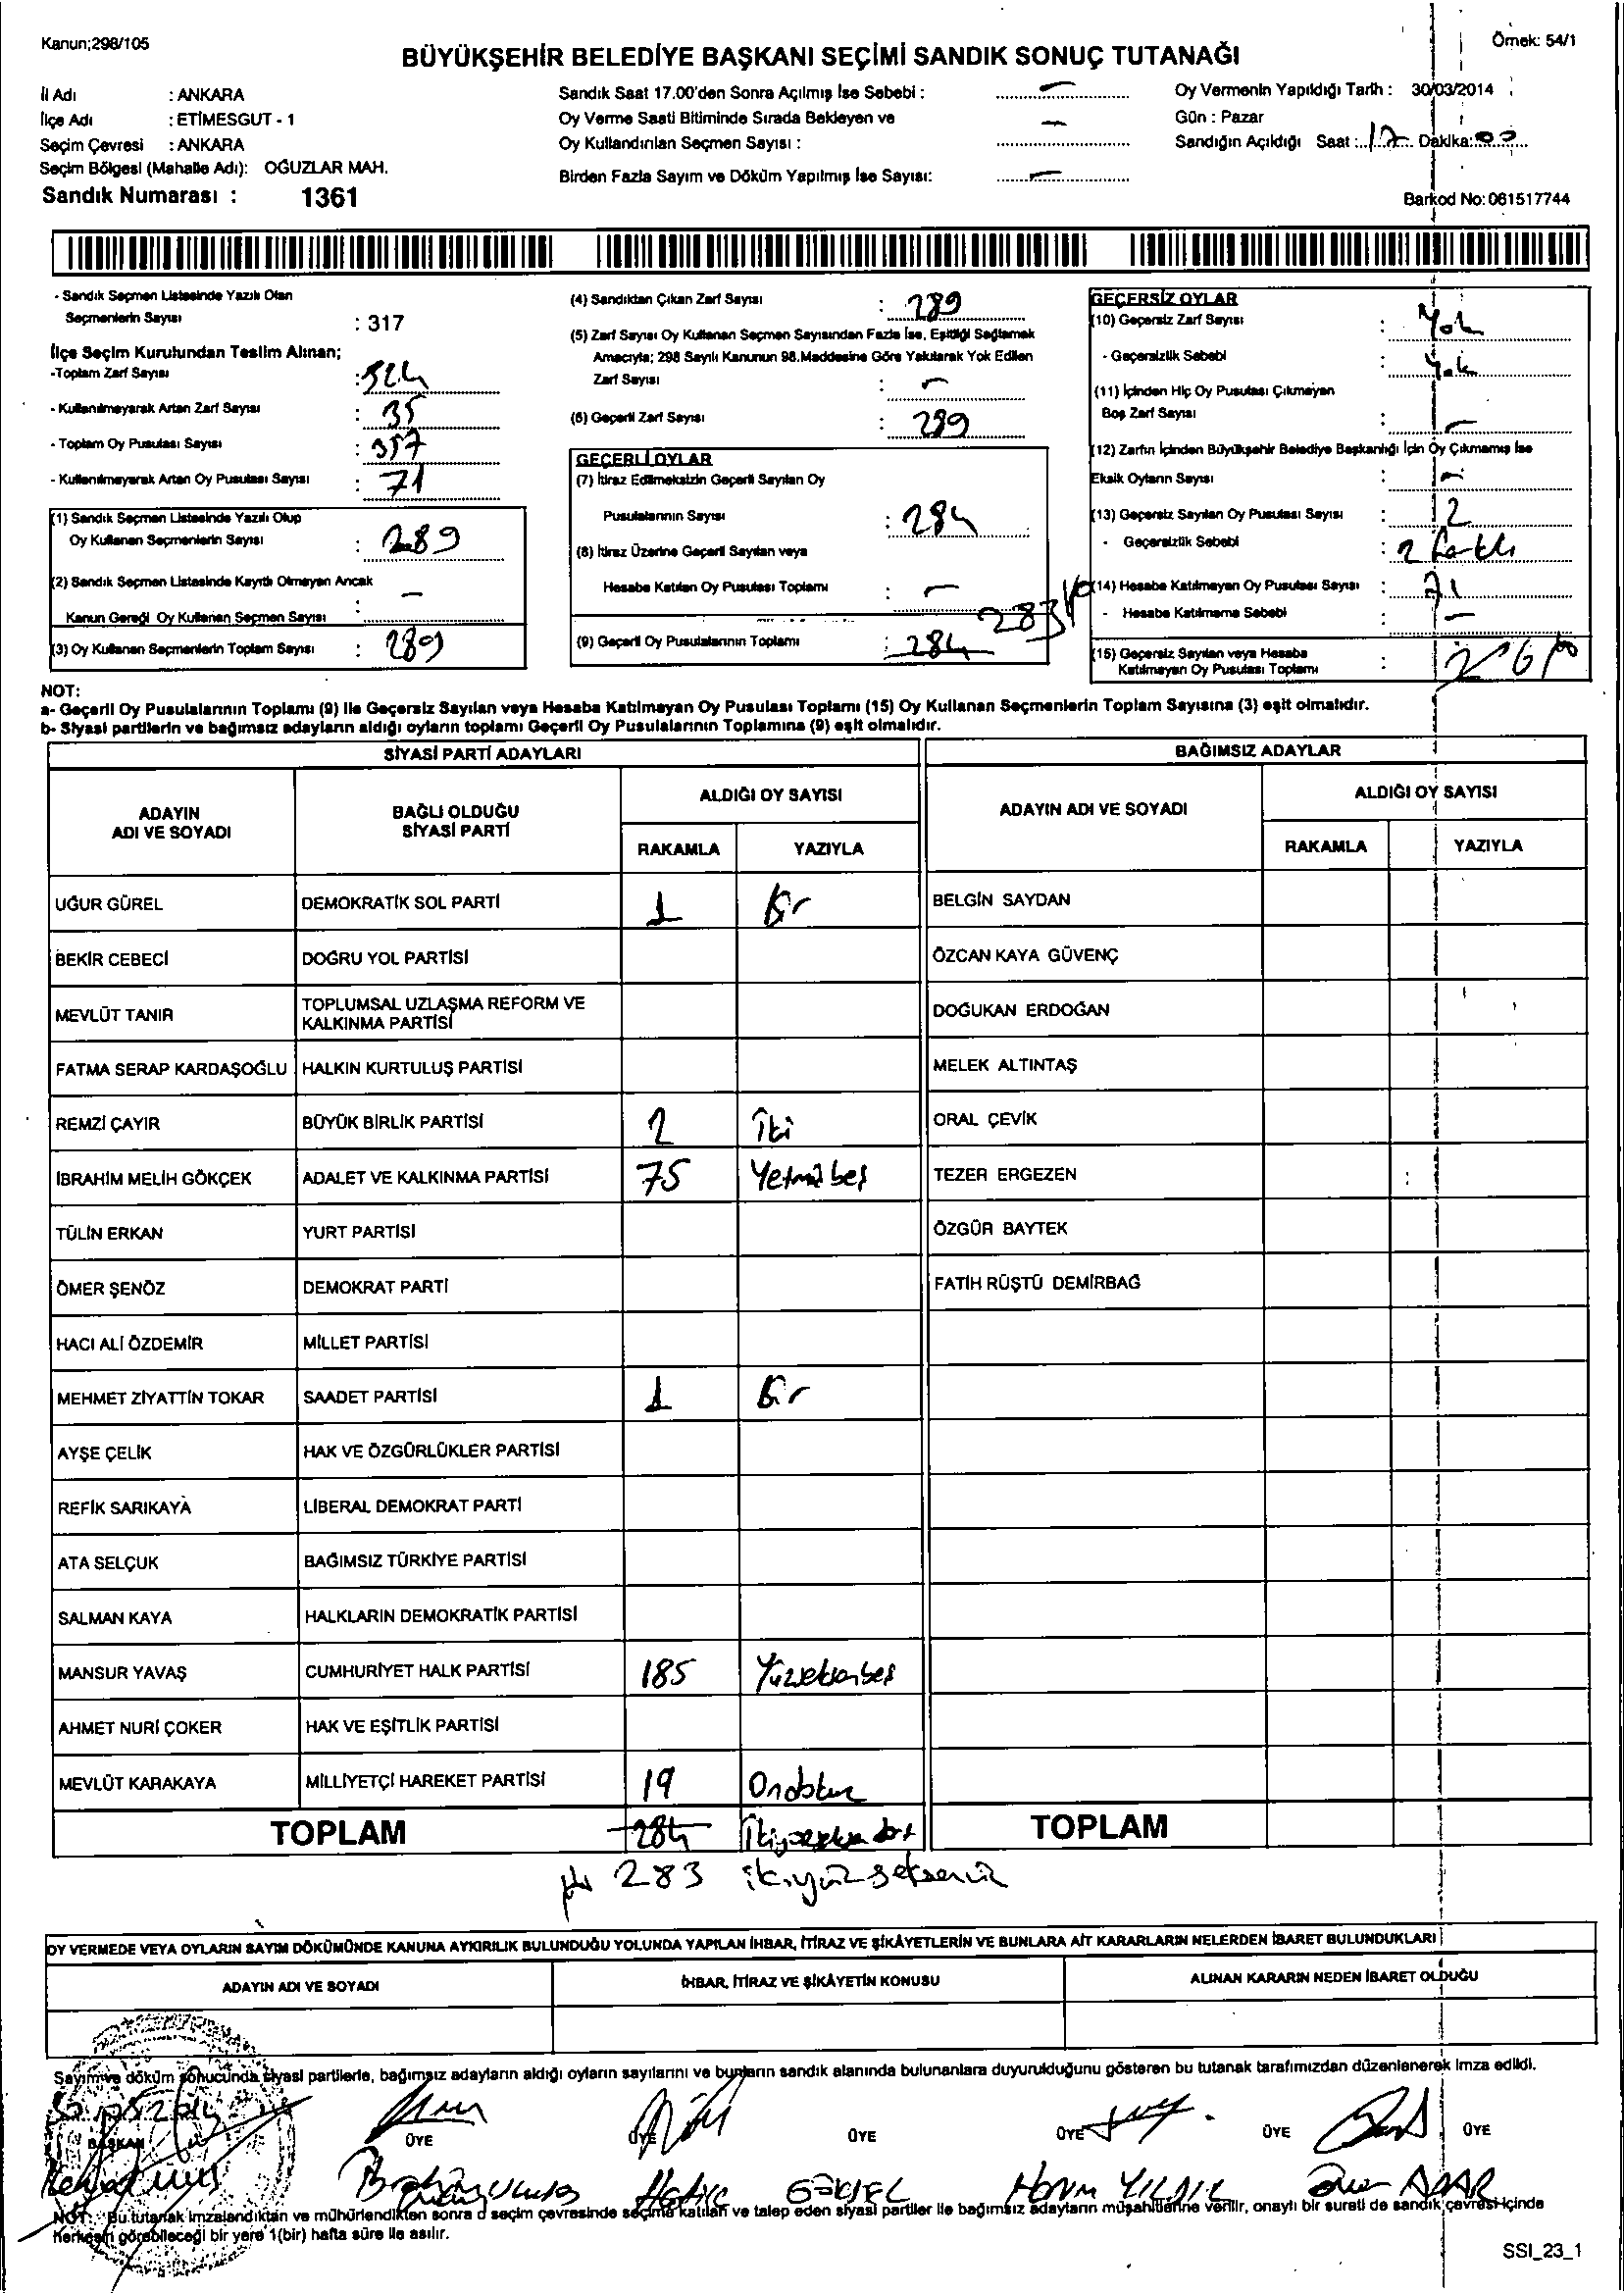 Kanun;298/105
Örnek: 54/1
BÜYÜKŞEHİR BELEDİYE BAŞKANI SEÇİMİ SANDIK SONUÇ TUTANAĞI
İl Adı : ANKARA
İlçe Adı : ETİMESGUT - 1
Seçim Çevresi : ANKARA
Seçim Bölgesi (Mahalle Adı): OĞUZLAR MAH.
Sandık Numarası : 1361
Sandık Saat 17.00'den Sonra Açılmış İse Sebebi : —
Oy Verme Saati Bitiminde Sırada Bekleyen ve
Oy Kullandırılan Seçmen Sayısı : —
Birden Fazla Sayım ve Döküm Yapılmış İse Sayısı: —
Oy Vermenin Yapıldığı Tarih : 30/03/2014
Gün : Pazar
Sandığın Açıldığı Saat : 17 Dakika: 00
Barkod No: 061517744
- Sandık Seçmen Listesinde Yazılı Olan
Seçmenlerin Sayısı : 317
İlçe Seçim Kurulundan Teslim Alınan;
-Toplam Zarf Sayısı : 324
- Kullanılmayarak Artan Zarf Sayısı : 35
- Toplam Oy Pusulası Sayısı : 357
- Kullanılmayarak Artan Oy Pusulası Sayısı : 71
(1) Sandık Seçmen Listesinde Yazılı Olup
Oy Kullanan Seçmenlerin Sayısı : 289
(2) Sandık Seçmen Listesinde Kayıtlı Olmayan Ancak
Kanun Gereği Oy Kullanan Seçmen Sayısı : —
(3) Oy Kullanan Seçmenlerin Toplam Sayısı : 289
(4) Sandıktan Çıkan Zarf Sayısı : 289
(5) Zarf Sayısı Oy Kullanan Seçmen Sayısından Fazla İse, Eşitliği Sağlamak
Amacıyla; 298 Sayılı Kanunun 98.Maddesine Göre Yakılarak Yok Edilen
Zarf Sayısı : —
(6) Geçerli Zarf Sayısı : 289
GEÇERLİ OYLAR
(7) İtiraz Edilmeksizin Geçerli Sayılan Oy
Pusulalarının Sayısı : 284
(8) İtiraz Üzerine Geçerli Sayılan veya
Hesaba Katılan Oy Pusulası Toplamı : —
(9) Geçerli Oy Pusulalarının Toplamı : 284 283
GEÇERSİZ OYLAR
(10) Geçersiz Zarf Sayısı : Yok
- Geçersizlik Sebebi : Yok
(11) İçinden Hiç Oy Pusulası Çıkmayan
Boş Zarf Sayısı : —
(12) Zarfın İçinden Büyükşehir Belediye Başkanlığı İçin Oy Çıkmamış İse
Eksik Oyların Sayısı : —
(13) Geçersiz Sayılan Oy Pusulası Sayısı : 2
- Geçersizlik Sebebi : 2 farklı
(14) Hesaba Katılmayan Oy Pusulası Sayısı : 71
- Hesaba Katılmama Sebebi : —
(15) Geçersiz Sayılan veya Hesaba
Katılmayan Oy Pusulası Toplamı : 6
NOT:
a- Geçerli Oy Pusulalarının Toplamı (9) ile Geçersiz Sayılan veya Hesaba Katılmayan Oy Pusulası Toplamı (15) Oy Kullanan Seçmenlerin Toplam Sayısına (3) eşit olmalıdır.
b- Siyasi partilerin ve bağımsız adayların aldığı oyların toplamı Geçerli Oy Pusulalarının Toplamına (9) eşit olmalıdır.
SİYASİ PARTİ ADAYLARI
BAĞIMSIZ ADAYLAR
ADAYIN ADI VE SOYADI
BAĞLI OLDUĞU SİYASİ PARTİ
ALDIĞI OY SAYISI
RAKAMLA YAZIYLA
ADAYIN ADI VE SOYADI
ALDIĞI OY SAYISI
RAKAMLA YAZIYLA
UĞUR GÜREL DEMOKRATİK SOL PARTİ 1 Bir BELGİN SAYDAN
BEKİR CEBECİ DOĞRU YOL PARTİSİ ÖZCAN KAYA GÜVENÇ
MEVLÜT TANIR TOPLUMSAL UZLAŞMA REFORM VE KALKINMA PARTİSİ DOĞUKAN ERDOĞAN
FATMA SERAP KARDAŞOĞLU HALKIN KURTULUŞ PARTİSİ MELEK ALTINTAŞ
REMZİ ÇAYIR BÜYÜK BİRLİK PARTİSİ 2 İki ORAL ÇEVİK
İBRAHİM MELİH GÖKÇEK ADALET VE KALKINMA PARTİSİ 75 Yetmişbeş TEZER ERGEZEN
TÜLİN ERKAN YURT PARTİSİ ÖZGÜR BAYTEK
ÖMER ŞENÖZ DEMOKRAT PARTİ FATİH RÜŞTÜ DEMİRBAĞ
HACI ALİ ÖZDEMİR MİLLET PARTİSİ
MEHMET ZİYATTİN TOKAR SAADET PARTİSİ 1 Bir
AYŞE ÇELİK HAK VE ÖZGÜRLÜKLER PARTİSİ
REFİK SARIKAYA LİBERAL DEMOKRAT PARTİ
ATA SELÇUK BAĞIMSIZ TÜRKİYE PARTİSİ
SALMAN KAYA HALKLARIN DEMOKRATİK PARTİSİ
MANSUR YAVAŞ CUMHURİYET HALK PARTİSİ 185 Yüzseksenbeş
AHMET NURİ ÇOKER HAK VE EŞİTLİK PARTİSİ
MEVLÜT KARAKAYA MİLLİYETÇİ HAREKET PARTİSİ 19 Ondokuz
TOPLAM 284 İkiyüzseksen dört TOPLAM
283 ikiyüzseksenüç
OY VERMEDE VEYA OYLARIN SAYIM DÖKÜMÜNDE KANUNA AYKIRILIK BULUNDUĞU YOLUNDA YAPILAN İHBAR, İTİRAZ VE ŞİKÂYETLERİN VE BUNLARA AİT KARARLARIN NELERDEN İBARET BULUNDUKLARI
ADAYIN ADI VE SOYADI İHBAR, İTİRAZ VE ŞİKÂYETİN KONUSU ALINAN KARARIN NEDEN İBARET OLDUĞU
Sayım ve döküm sonucunda siyasi partilerle, bağımsız adayların aldığı oyların sayılarını ve bunların sandık alanında bulunanlara duyurulduğunu gösteren bu tutanak tarafımızdan düzenlenerek imza edildi.
BAŞKAN ÜYE ÜYE ÜYE ÜYE ÜYE ÜYE
Hatice GÖKÇEL YILDIZ ACAR
NOT: Bu tutanak imzalandıktan ve mühürlendikten sonra o seçim çevresinde seçime katılan ve talep eden siyasi partiler ile bağımsız adayların müşahitlerine verilir, onaylı bir sureti de sandık çevresi içinde
herkesin görebileceği bir yere 1(bir) hafta süre ile asılır.
SSI_23_1